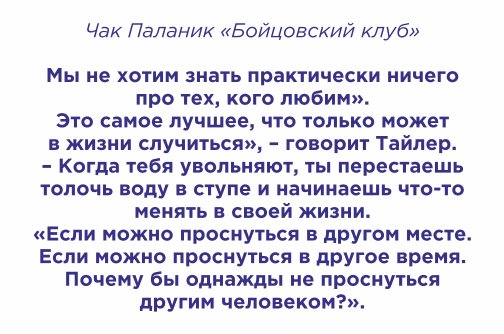 Чак Паланик «Бойцовский клуб»
Мы не хотим знать практически ничего
про тех, кого любим».
Это самое лучшее, что только может
в жизни случиться», – говорит Тайлер.
– Когда тебя увольняют, ты перестаешь
толочь воду в ступе и начинаешь что-то
менять в своей жизни.
«Если можно проснуться в другом месте.
Если можно проснуться в другое время.
Почему бы однажды не проснуться
другим человеком?».